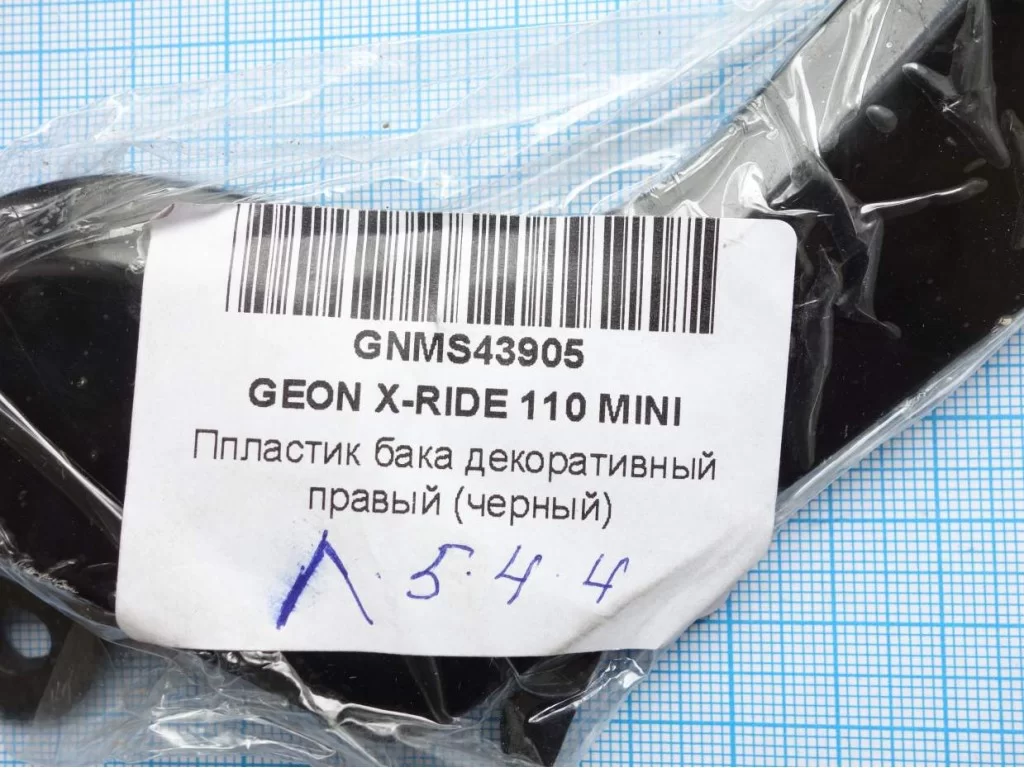 GNMS43905
GEON X-RIDE 110 MINI
Ппластик бака декоративный
правый (черный)
Л. 5. 4. 4